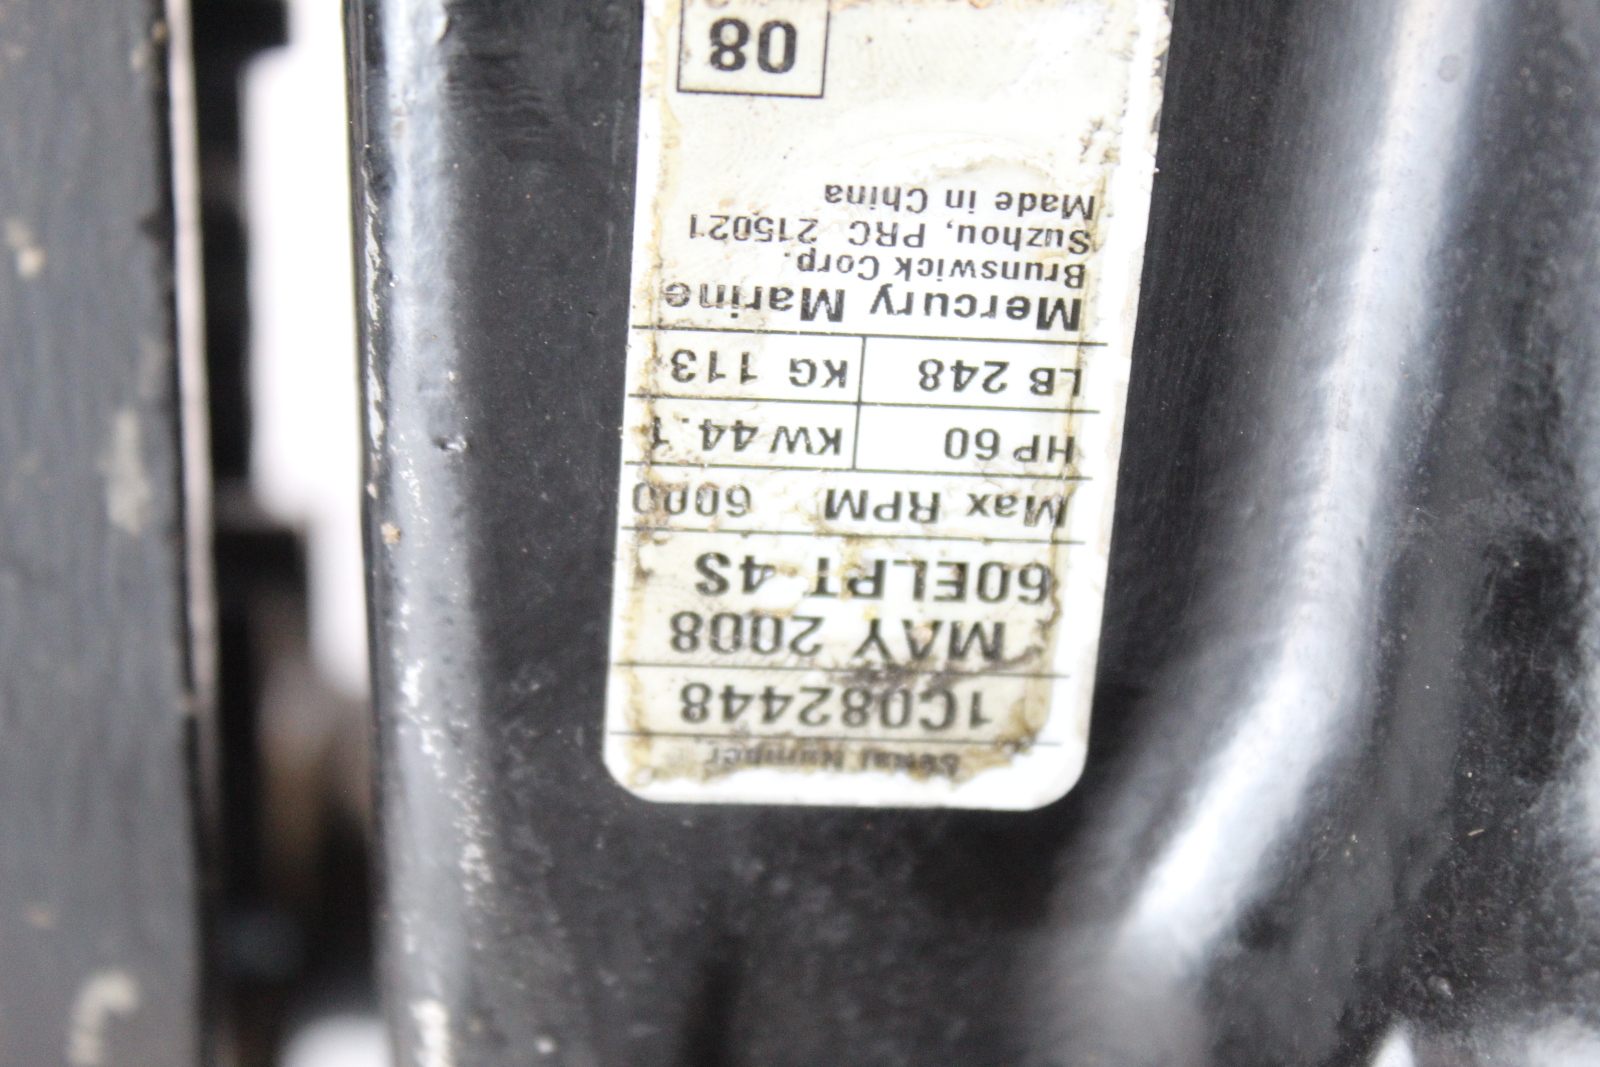 Serial Number
1C082448
MAY 2008
60ELPT 4S
Max RPM 6000
HP 60 KW 44.1
LB 248 KG 113
Mercury Marine
Brunswick Corp.
Suzhou, PRC 215021
Made in China
08